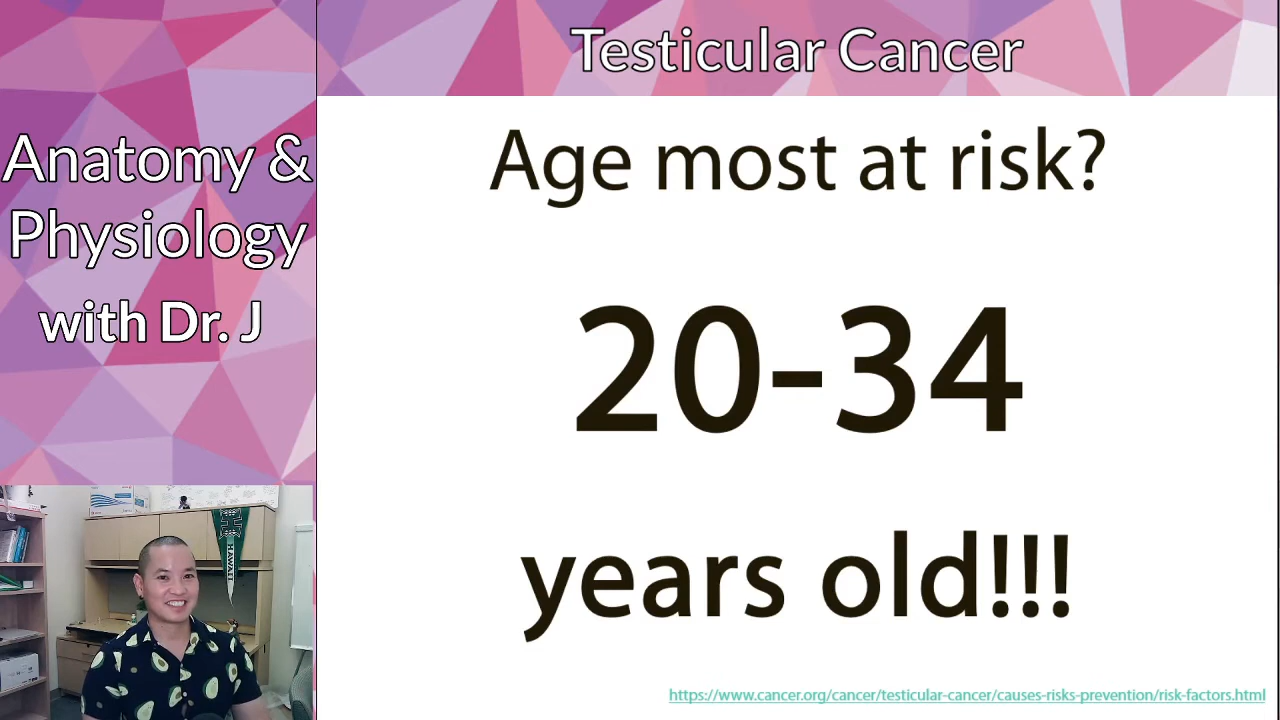 Anatomy &
Physiology
with Dr. J
Testicular Cancer
Age most at risk?
20-34
years old!!!
https://www.cancer.org/cancer/testicular-cancer/causes-risks-prevention/risk-factors.html
HAWAII